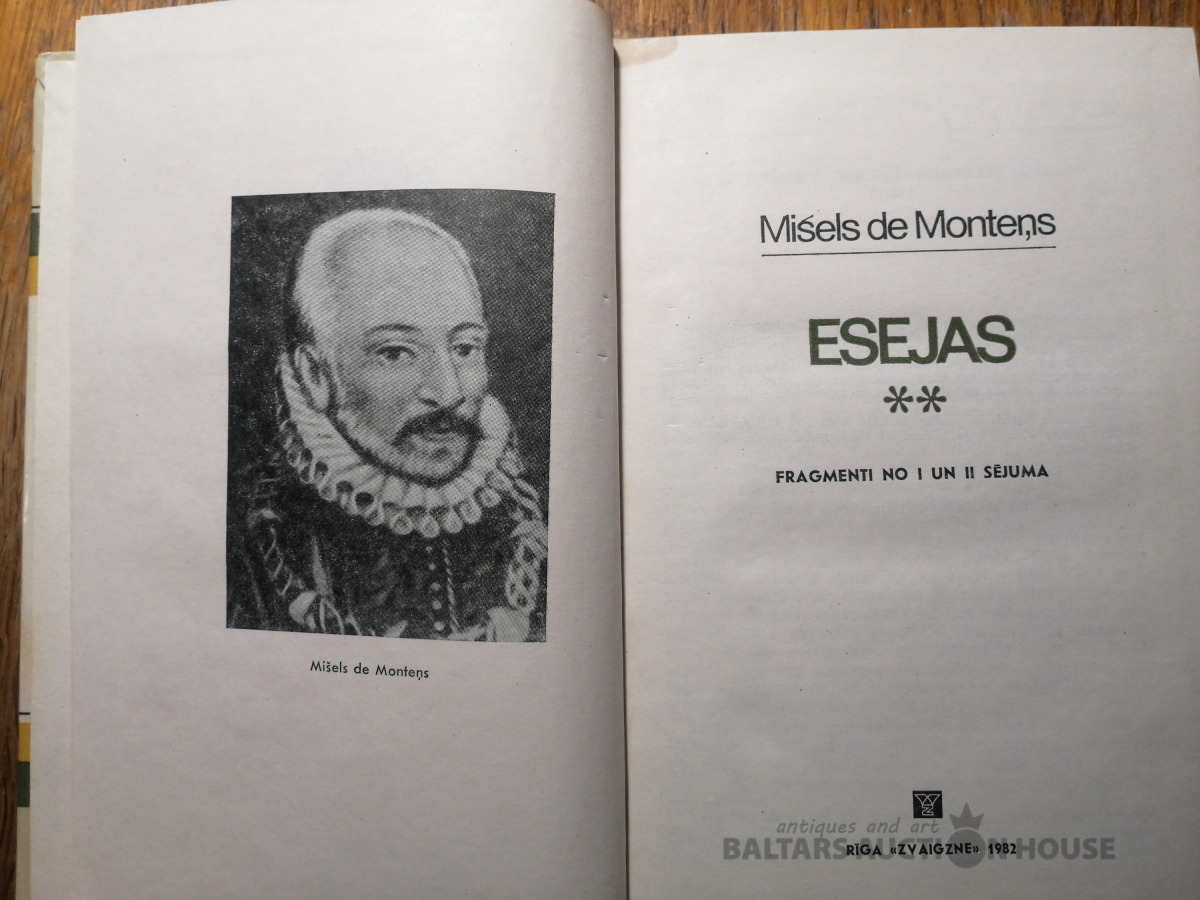 Mišels de Monteņs
Mišels de Monteņs
ESEJAS
**
FRAGMENTI NO I UN II SĒJUMA
antiques and art
BALTARS AUCTION HOUSE
RĪGA «ZVAIGZNE» 1982